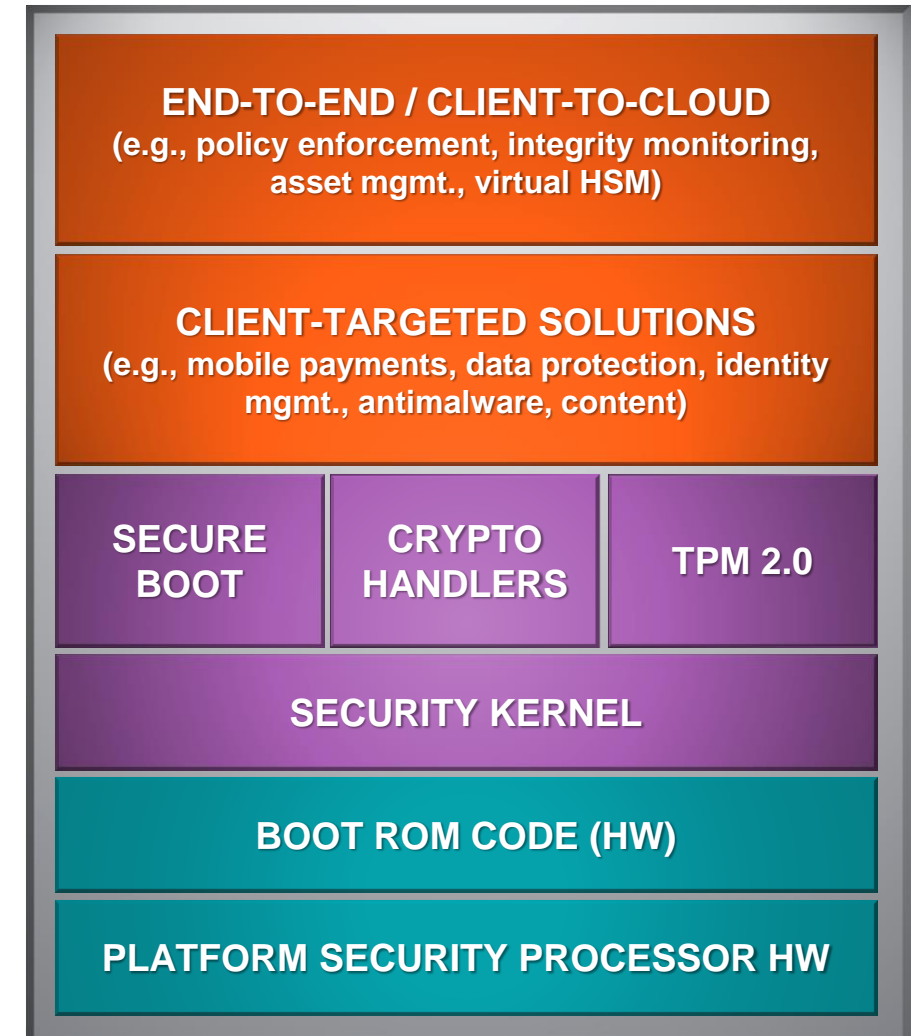 END-TO-END / CLIENT-TO-CLOUD
(e.g., policy enforcement, integrity monitoring,
asset mgmt., virtual HSM)
CLIENT-TARGETED SOLUTIONS
(e.g., mobile payments, data protection, identity
mgmt., antimalware, content)
SECURE
BOOT
CRYPTO
HANDLERS
TPM 2.0
SECURITY KERNEL
BOOT ROM CODE (HW)
PLATFORM SECURITY PROCESSOR HW